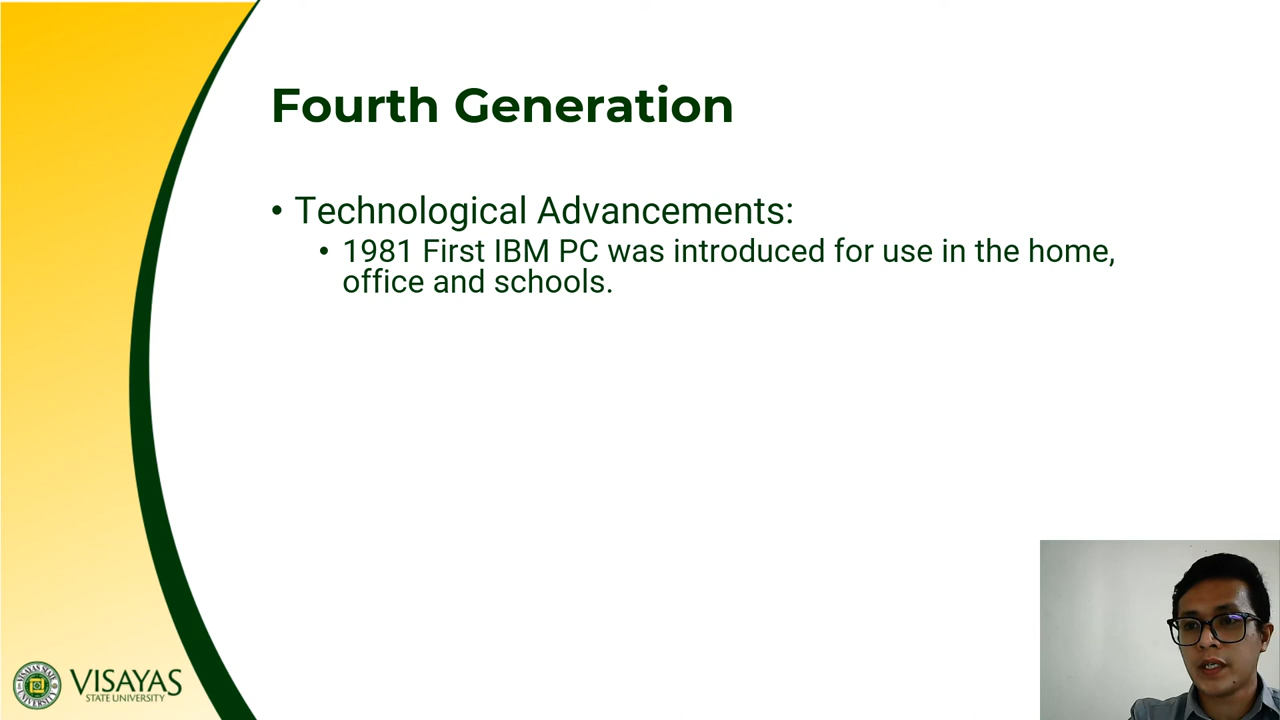 Fourth Generation
• Technological Advancements:
• 1981 First IBM PC was introduced for use in the home,
office and schools.
VISAYAS
STATE UNIVERSITY